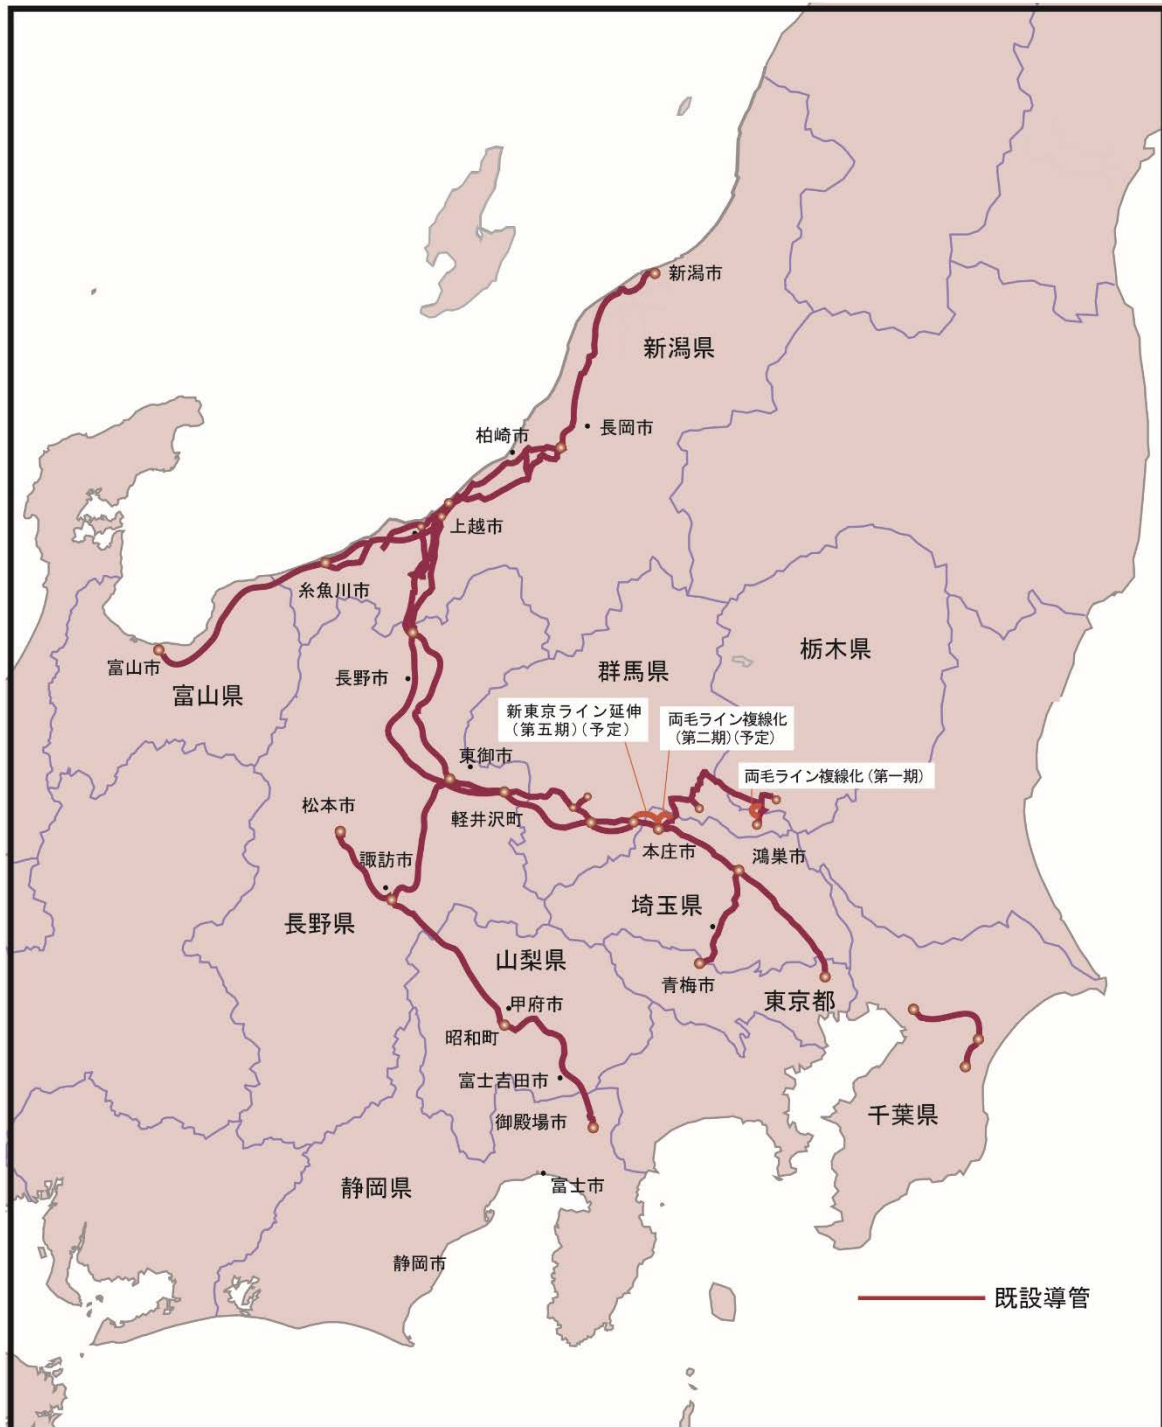 新潟市
新潟県
長岡市
柏崎市
上越市
糸魚川市
富山市
富山県
長野市
群馬県
栃木県
新東京ライン延伸
(第五期)(予定)
両毛ライン複線化
(第二期)(予定)
両毛ライン複線化(第一期)
東御市
松本市
軽井沢町
本庄市
鴻巣市
諏訪市
長野県
埼玉県
山梨県
青梅市
東京都
甲府市
昭和町
富士吉田市
御殿場市
千葉県
静岡県
富士市
静岡市
既設導管